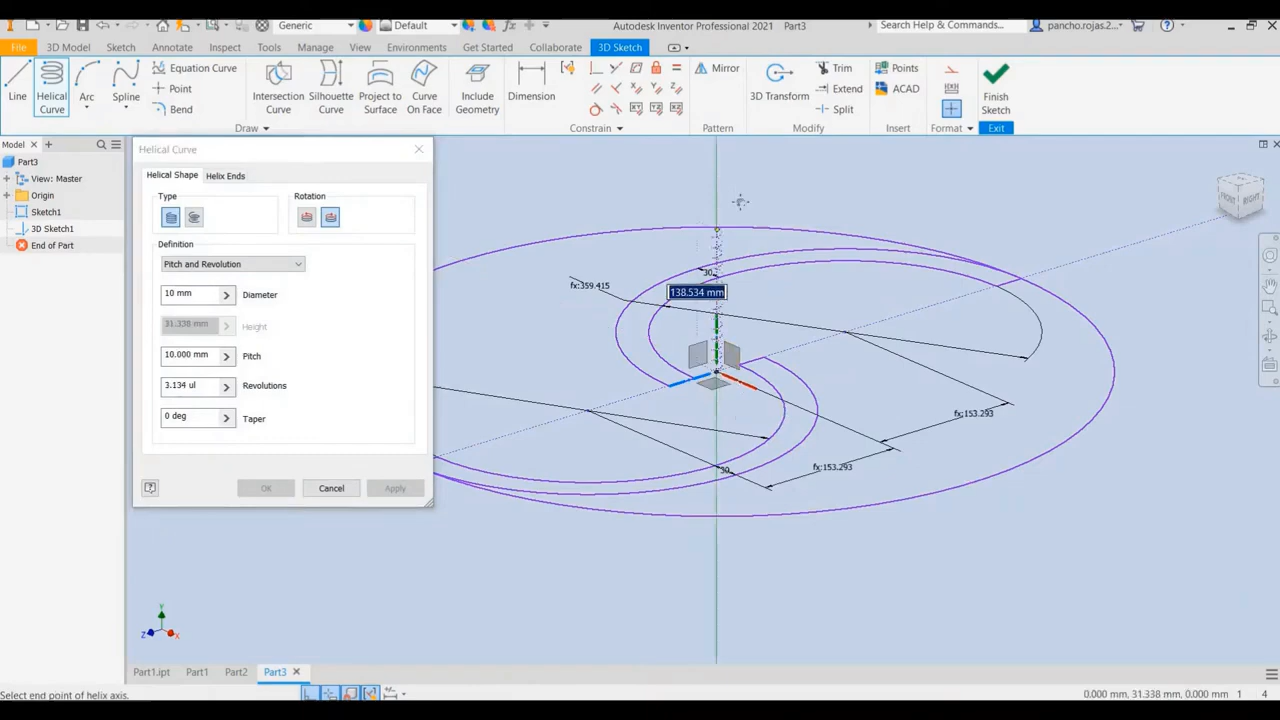 Generic
Default
Autodesk Inventor Professional 2021 Part3
Search Help & Commands...
pancho.rojas.2...
File 3D Model Sketch Annotate Inspect Tools Manage View Environments Get Started Collaborate 3D Sketch
Line
Helical
Curve
Arc
Spline
Equation Curve
Point
Bend
Draw
Intersection
Curve
Silhouette
Curve
Project to
Surface
Curve
On Face
Include
Geometry
Dimension
Constrain
Mirror
Pattern
3D Transform
Trim
Extend
Split
Modify
Points
ACAD
Insert
Format
Finish
Sketch
Exit
Model
Part3
View: Master
Origin
Sketch1
3D Sketch1
End of Part
Helical Curve
Helical Shape Helix Ends
Type Rotation
Definition
Pitch and Revolution
10 mm Diameter
31.338 mm Height
10.000 mm Pitch
3.134 ul Revolutions
0 deg Taper
OK Cancel Apply
FRONT RIGHT
30
fx:359.415
138.534 mm
fx:153.293
fx:153.293
30
Y
Z X
Part1.ipt Part1 Part2 Part3
Select end point of helix axis.
0.000 mm, 31.338 mm, 0.000 mm 1 4